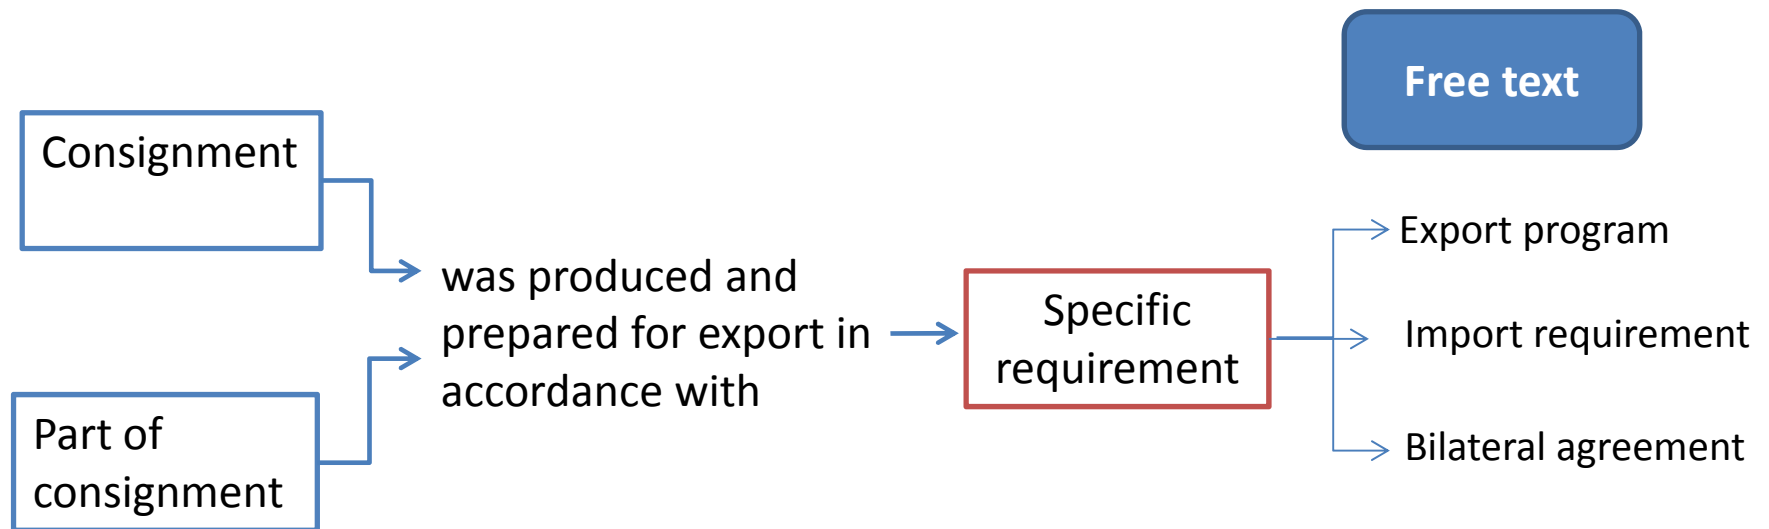 Free text
Consignment
Part of
consignment
was produced and
prepared for export in
accordance with
Specific
requirement
Export program
Import requirement
Bilateral agreement